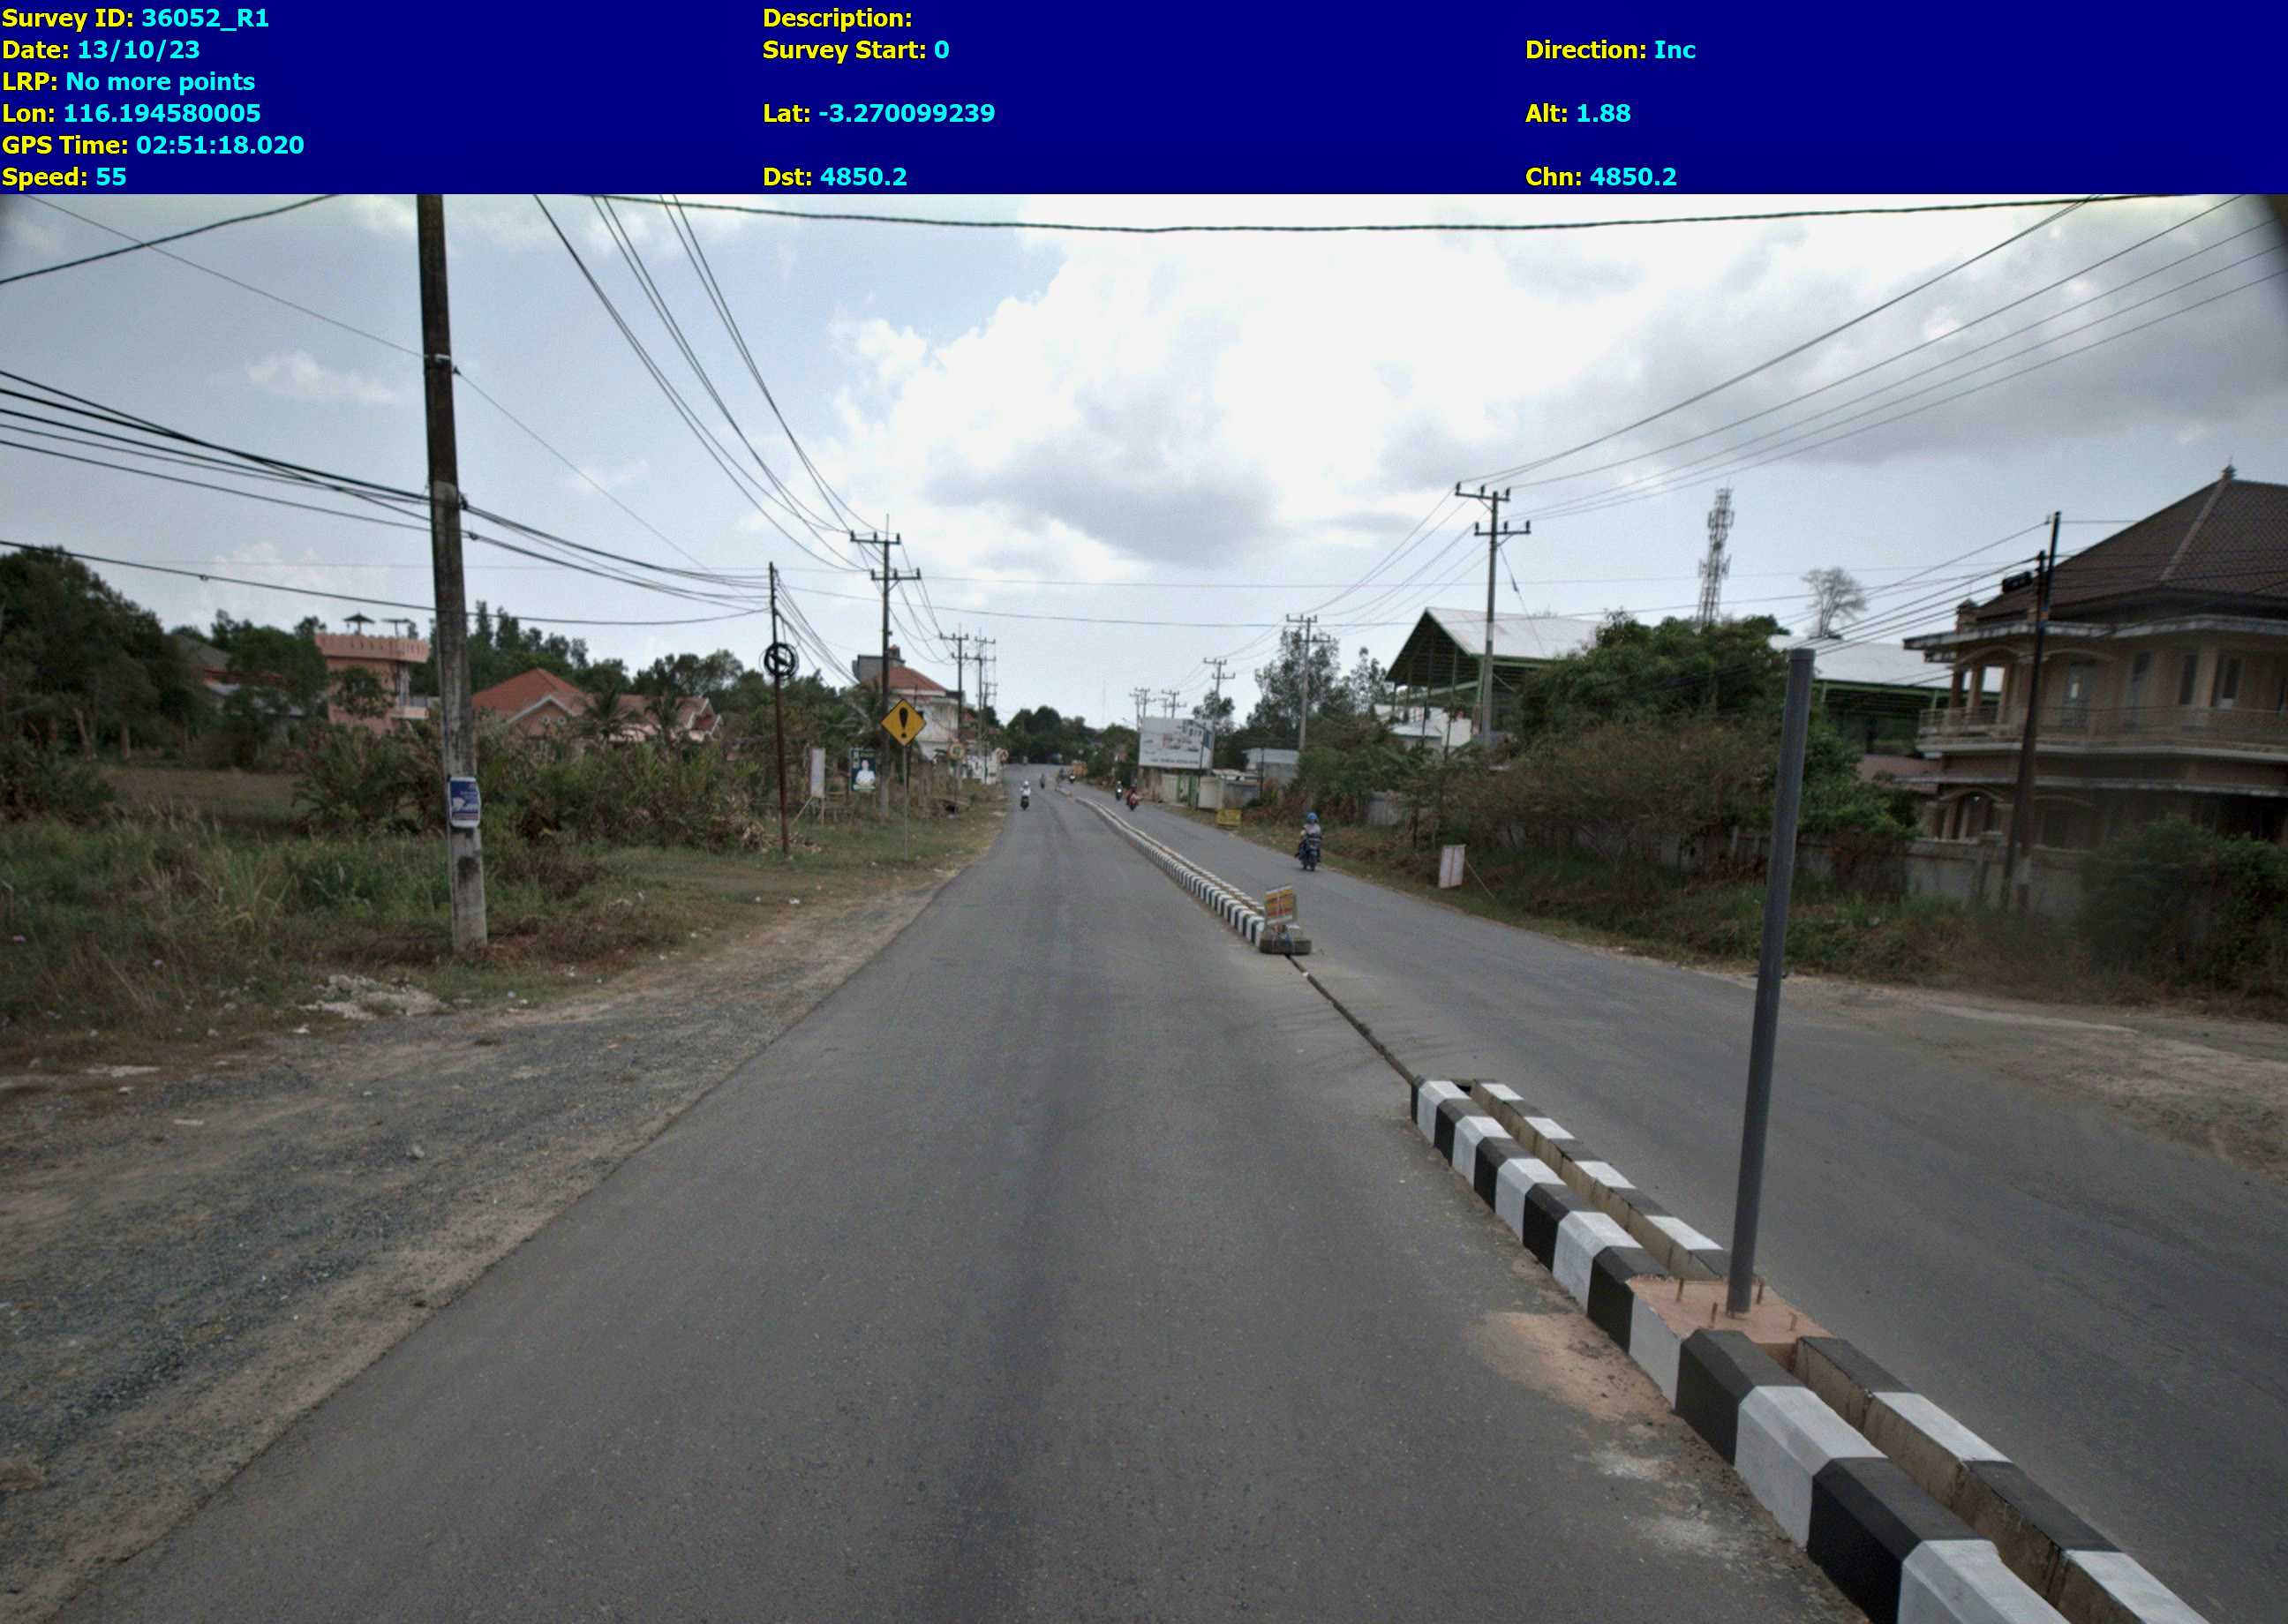 Survey ID: 36052_R1
Description:
Date: 13/10/23
Survey Start: 0
Direction: Inc
LRP: No more points
Lon: 116.194580005
Lat: -3.270099239
Alt: 1.88
GPS Time: 02:51:18.020
Speed: 55
Dst: 4850.2
Chn: 4850.2